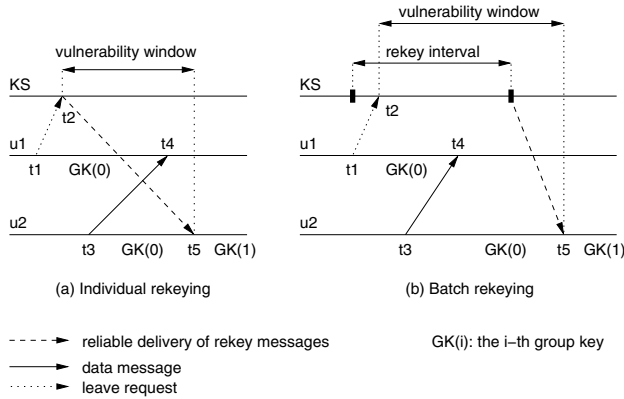 vulnerability window
KS
t2
u1
t4
t1
GK(0)
u2
t3
GK(0)
t5
GK(1)
(a) Individual rekeying
vulnerability window
rekey interval
KS
t2
u1
t4
t1
GK(0)
u2
t3
GK(0)
t5
GK(1)
(b) Batch rekeying
reliable delivery of rekey messages
GK(i): the i-th group key
data message
leave request